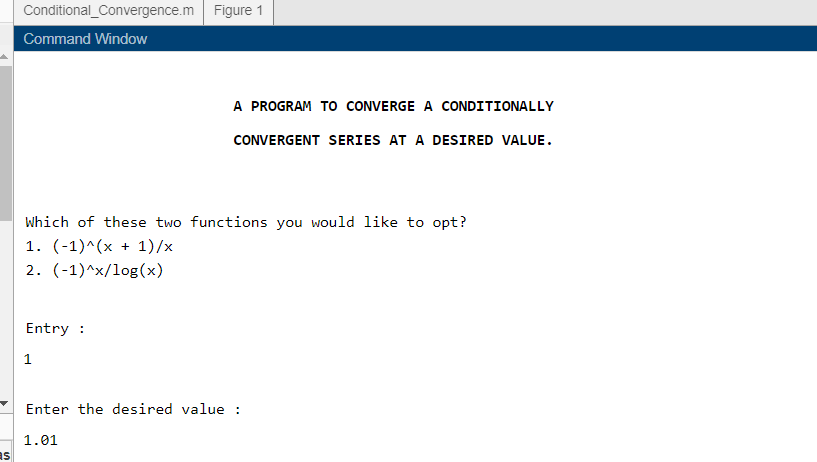 Conditional_Convergence.m Figure 1
Command Window
A PROGRAM TO CONVERGE A CONDITIONALLY
CONVERGENT SERIES AT A DESIRED VALUE.
Which of these two functions you would like to opt?
1. (-1)^(x + 1)/x
2. (-1)^x/log(x)
Entry :
1
Enter the desired value :
1.01
as